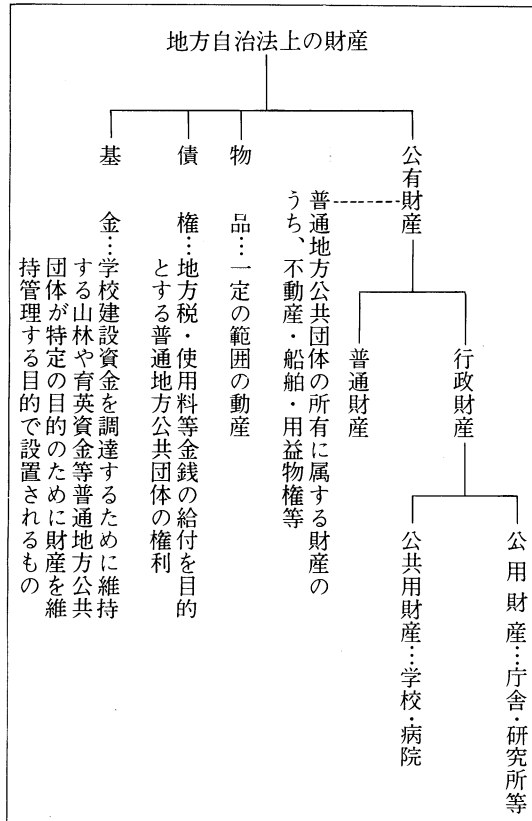 地方自治法上の財産
公有財産
行政財産
公用財産…庁舎・研究所等
公共用財産…学校・病院
普通財産
普通地方公共団体の所有に属する財産の
うち、不動産・船舶・用益物権等
物品…一定の範囲の動産
債権…地方税・使用料等金銭の給付を目的
とする普通地方公共団体の権利
基金…学校建設資金を調達するために維持
する山林や育英資金等普通地方公共
団体が特定の目的のために財産を維
持管理する目的で設置されるもの